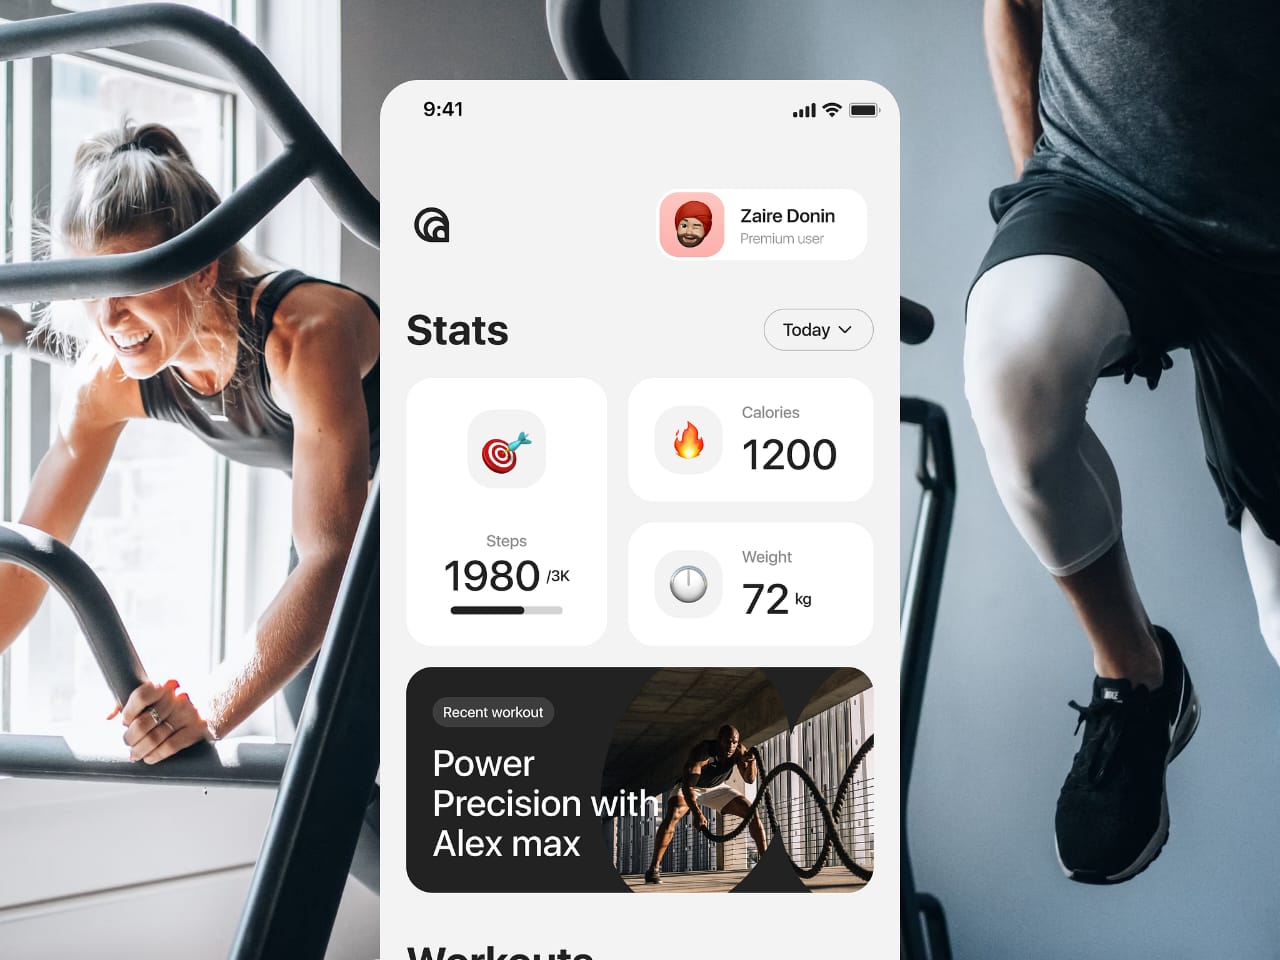 9:41
Zaire Donin
Premium user
Stats
Today
Steps
1980 /3K
Calories
1200
Weight
72 kg
Recent workout
Power
Precision with
Alex max
Workouts